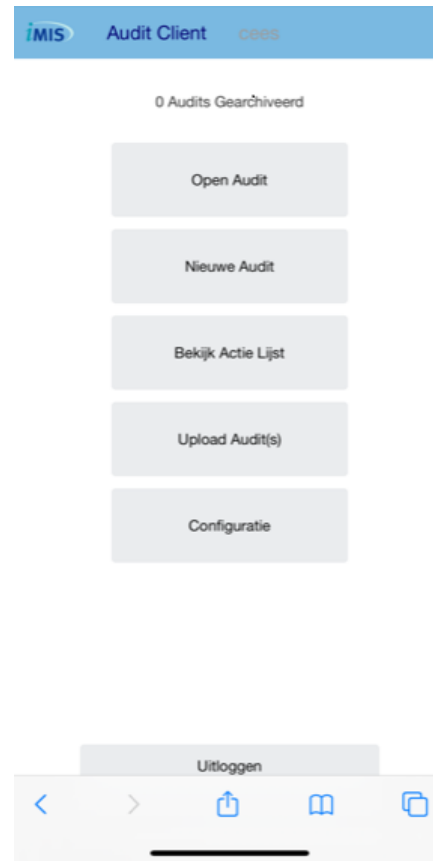 iMIS Audit Client cees
0 Audits Gearchiveerd
Open Audit
Nieuwe Audit
Bekijk Actie Lijst
Upload Audit(s)
Configuratie
Uitloggen